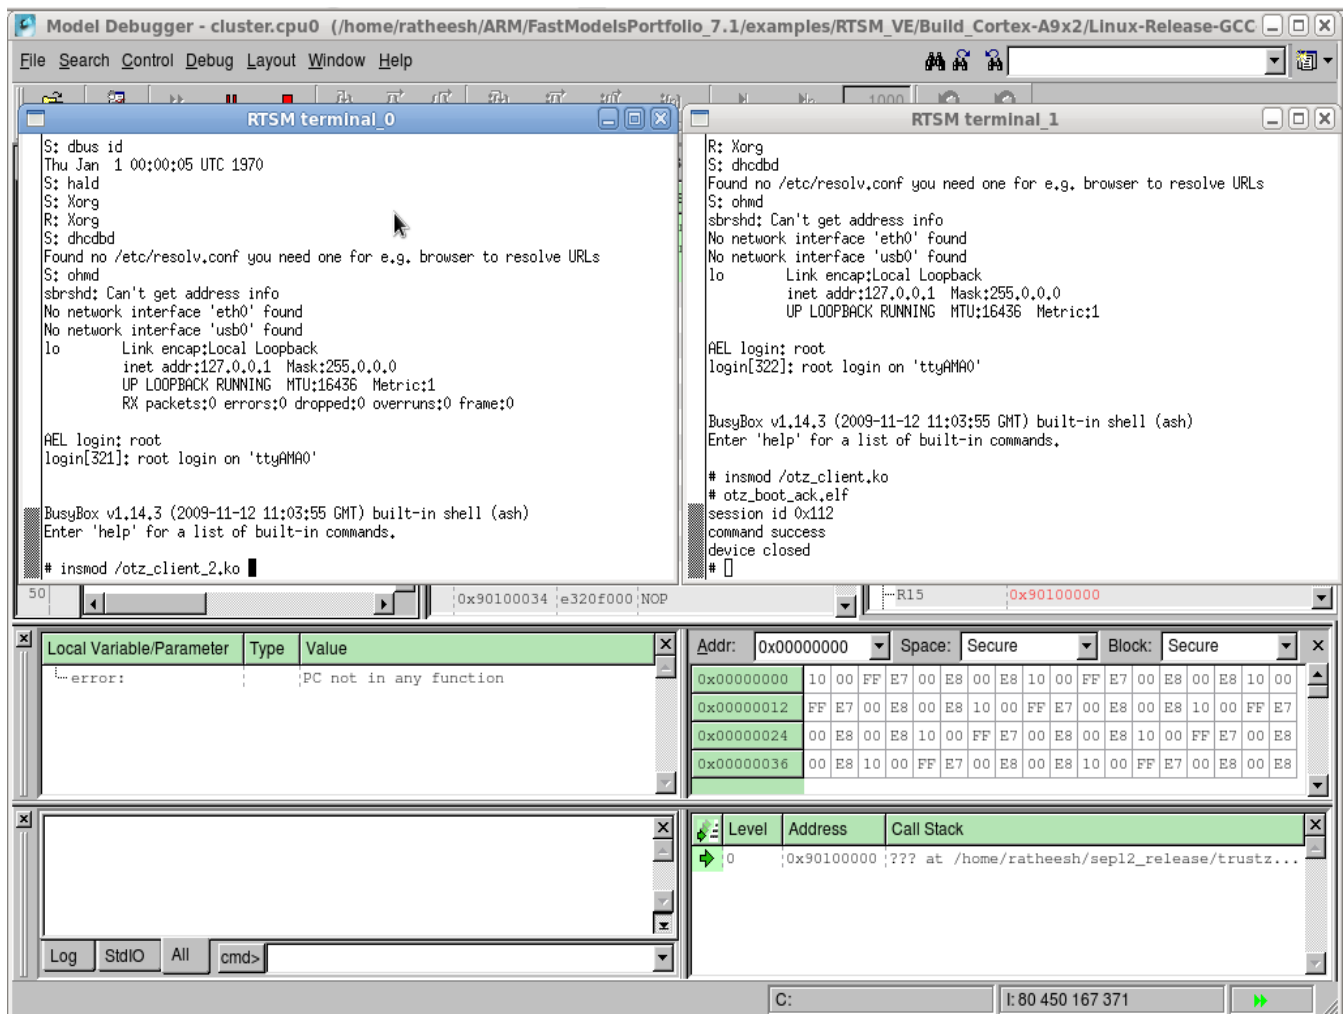 Model Debugger - cluster.cpu0 (/home/ratheesh/ARM/FastModelsPortfolio_7.1/examples/RTSM_VE/Build_Cortex-A9x2/Linux-Release-GCC
File Search Control Debug Layout Window Help
1000
RTSM terminal_0
S: dbus id
Thu Jan  1 00:00:05 UTC 1970
S: hald
S: Xorg
R: Xorg
S: dhcdbd
Found no /etc/resolv.conf you need one for e.g. browser to resolve URLs
S: ohmd
sbrshd: Can't get address info
No network interface 'eth0' found
No network interface 'usb0' found
lo Link encap:Local Loopback
inet addr:127.0.0.1 Mask:255.0.0.0
UP LOOPBACK RUNNING MTU:16436 Metric:1
RX packets:0 errors:0 dropped:0 overruns:0 frame:0
AEL login: root
login[321]: root login on 'ttyAMA0'
BusyBox v1.14.3 (2009-11-12 11:03:55 GMT) built-in shell (ash)
Enter 'help' for a list of built-in commands.
# insmod /otz_client_2.ko
RTSM terminal_1
R: Xorg
S: dhcdbd
Found no /etc/resolv.conf you need one for e.g. browser to resolve URLs
S: ohmd
sbrshd: Can't get address info
No network interface 'eth0' found
No network interface 'usb0' found
lo Link encap:Local Loopback
inet addr:127.0.0.1 Mask:255.0.0.0
UP LOOPBACK RUNNING MTU:16436 Metric:1
AEL login: root
login[322]: root login on 'ttyAMA0'
BusyBox v1.14.3 (2009-11-12 11:03:55 GMT) built-in shell (ash)
Enter 'help' for a list of built-in commands.
# insmod /otz_client.ko
# otz_boot_ack.elf
session id 0x112
command success
device closed
#
50
0x90100034 e320f000 NOP
R15 0x90100000
Local Variable/Parameter Type Value
error: PC not in any function
Addr: 0x00000000 Space: Secure Block: Secure
0x00000000 10 00 FF E7 00 E8 00 E8 10 00 FF E7 00 E8 00 E8 10 00
0x00000012 FF E7 00 E8 00 E8 10 00 FF E7 00 E8 00 E8 10 00 FF E7
0x00000024 00 E8 00 E8 10 00 FF E7 00 E8 00 E8 10 00 FF E7 00 E8
0x00000036 00 E8 10 00 FF E7 00 E8 00 E8 10 00 FF E7 00 E8 00 E8
Level Address Call Stack
0 0x90100000 ??? at /home/ratheesh/sep12_release/trustz...
Log StdIO All cmd>
C: I: 80 450 167 371